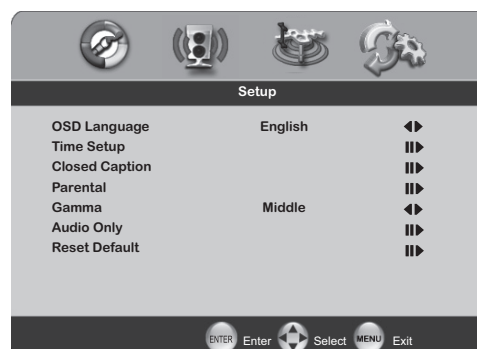 Setup
OSD Language English
Time Setup
Closed Caption
Parental
Gamma Middle
Audio Only
Reset Default
ENTER Enter Select MENU Exit